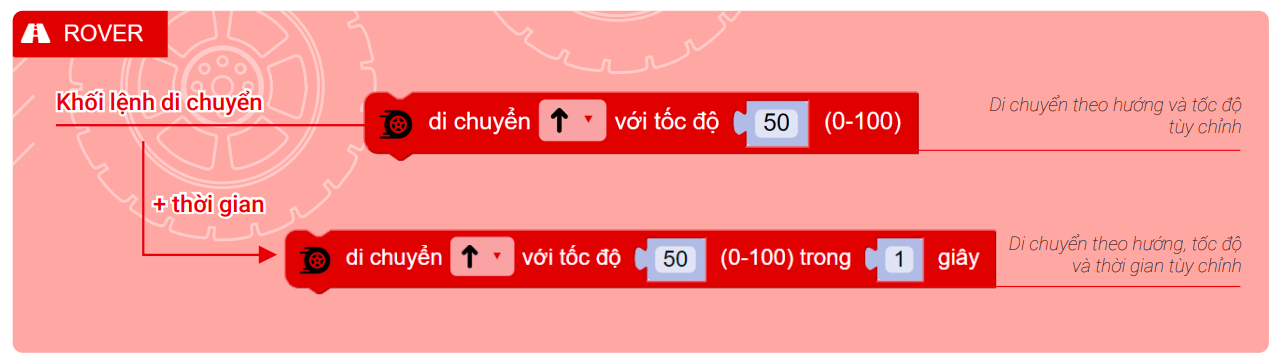 ROVER
Khối lệnh di chuyển
di chuyển ↑ ▼ với tốc độ 50 (0-100)
Di chuyển theo hướng và tốc độ
tùy chỉnh
+ thời gian
di chuyển ↑ ▼ với tốc độ 50 (0-100) trong 1 giây
Di chuyển theo hướng, tốc độ
và thời gian tùy chỉnh